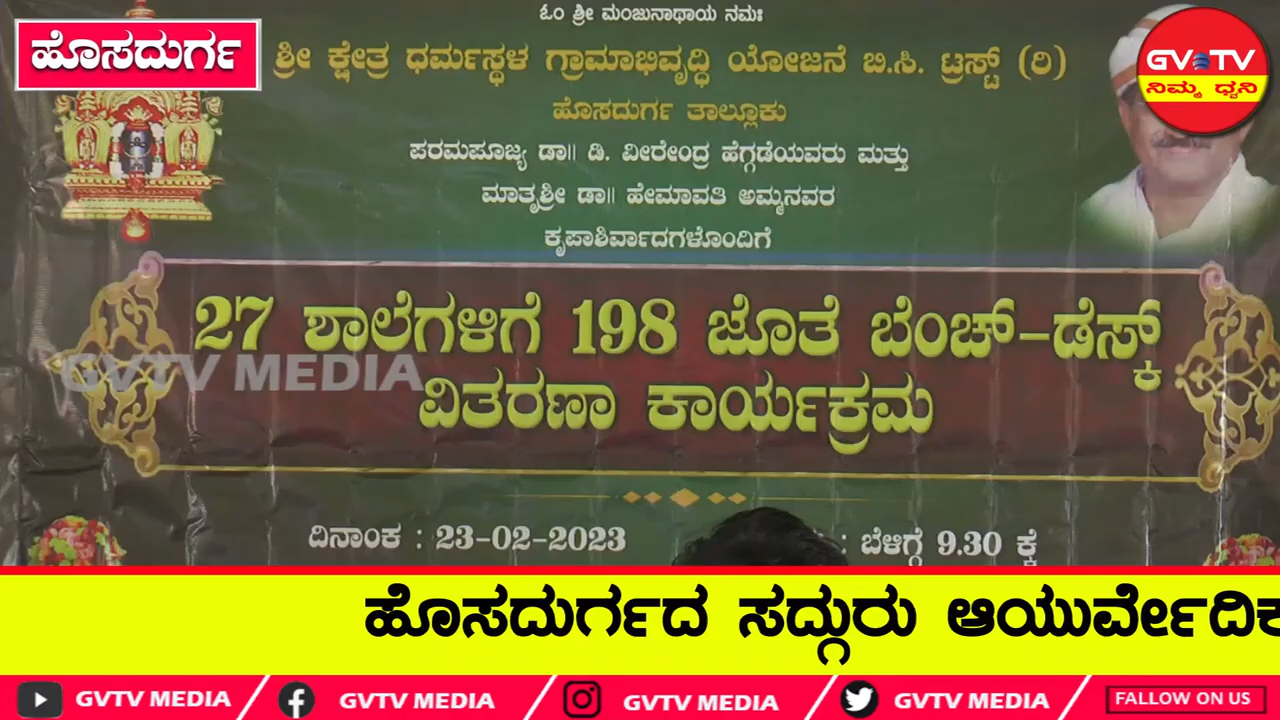 ಹೊಸದುರ್ಗ
ಓಂ ಶ್ರೀ ಮಂಜುನಾಥಾಯ ನಮಃ
ಶ್ರೀ ಕ್ಷೇತ್ರ ಧರ್ಮಸ್ಥಳ ಗ್ರಾಮಾಭಿವೃದ್ಧಿ ಯೋಜನೆ ಬಿ.ಸಿ. ಟ್ರಸ್ಟ್ (ರಿ)
GVTV
ನಿಮ್ಮ ಧ್ವನಿ
ಹೊಸದುರ್ಗ ತಾಲ್ಲೂಕು
ಪರಮಪೂಜ್ಯ ಡಾ|| ಡಿ. ವೀರೇಂದ್ರ ಹೆಗ್ಗಡೆಯವರು ಮತ್ತು
ಮಾತೃಶ್ರೀ ಡಾ|| ಹೇಮಾವತಿ ಅಮ್ಮನವರ
ಕೃಪಾಶಿರ್ವಾದಗಳೊಂದಿಗೆ
27 ಶಾಲೆಗಳಿಗೆ 198 ಜೊತೆ ಬೆಂಚ್-ಡೆಸ್ಕ್
GVTV MEDIA
ವಿತರಣಾ ಕಾರ್ಯಕ್ರಮ
ದಿನಾಂಕ : 23-02-2023 : ಬೆಳಿಗ್ಗೆ 9.30 ಕ್ಕೆ
ಹೊಸದುರ್ಗದ ಸದ್ಗುರು ಆಯುರ್ವೇದಿಕ
GVTV MEDIA GVTV MEDIA GVTV MEDIA GVTV MEDIA FALLOW ON US